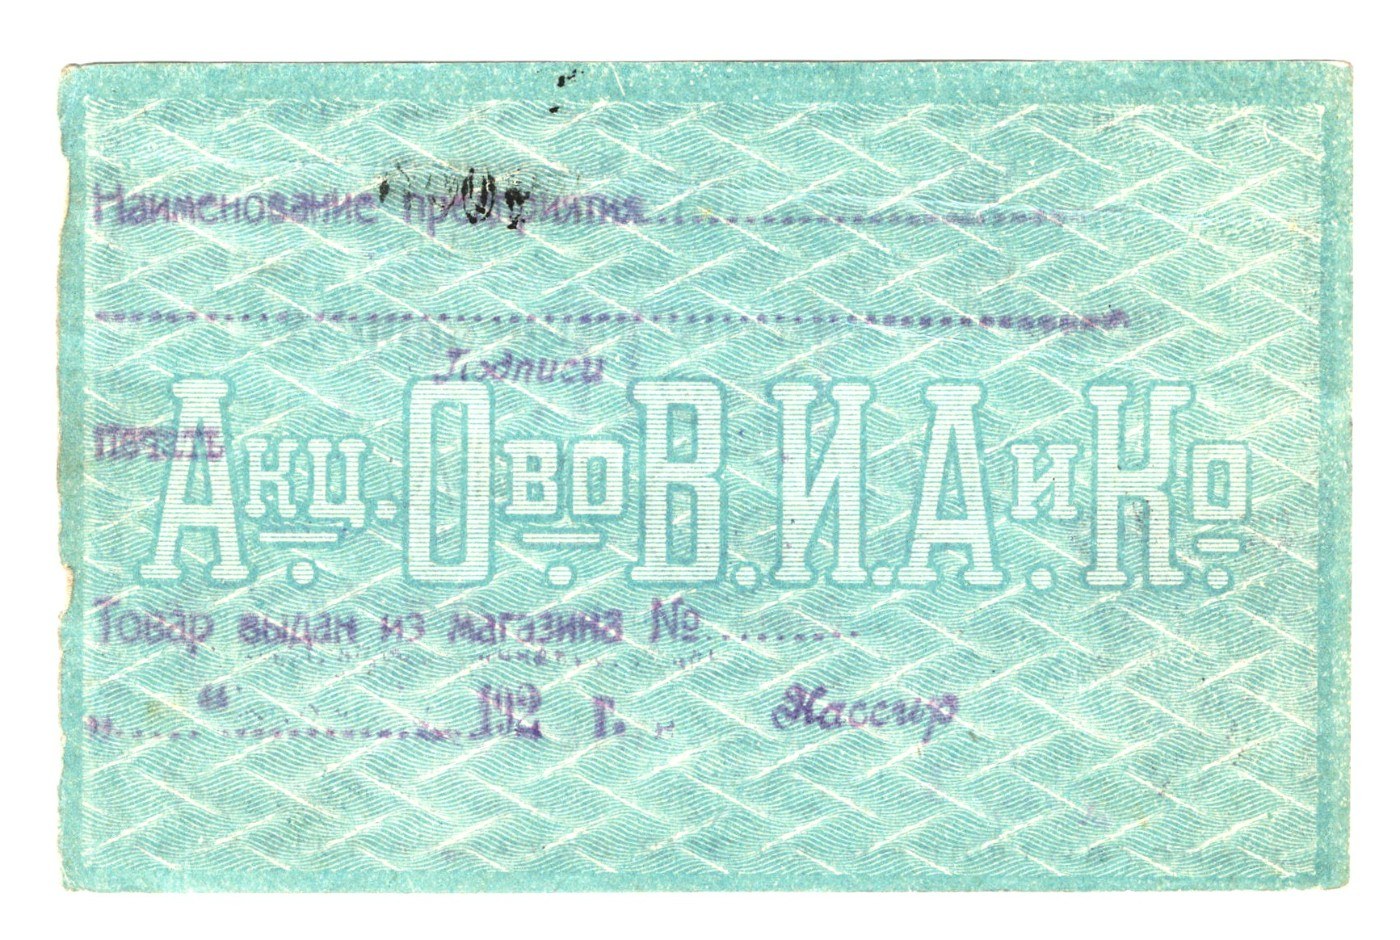 Наименование предприятия
Подписи
Печать
Акц. О-во В. И. А. и Ко.
Товар выдан из магазина №
„ “ 192 г.
Кассир